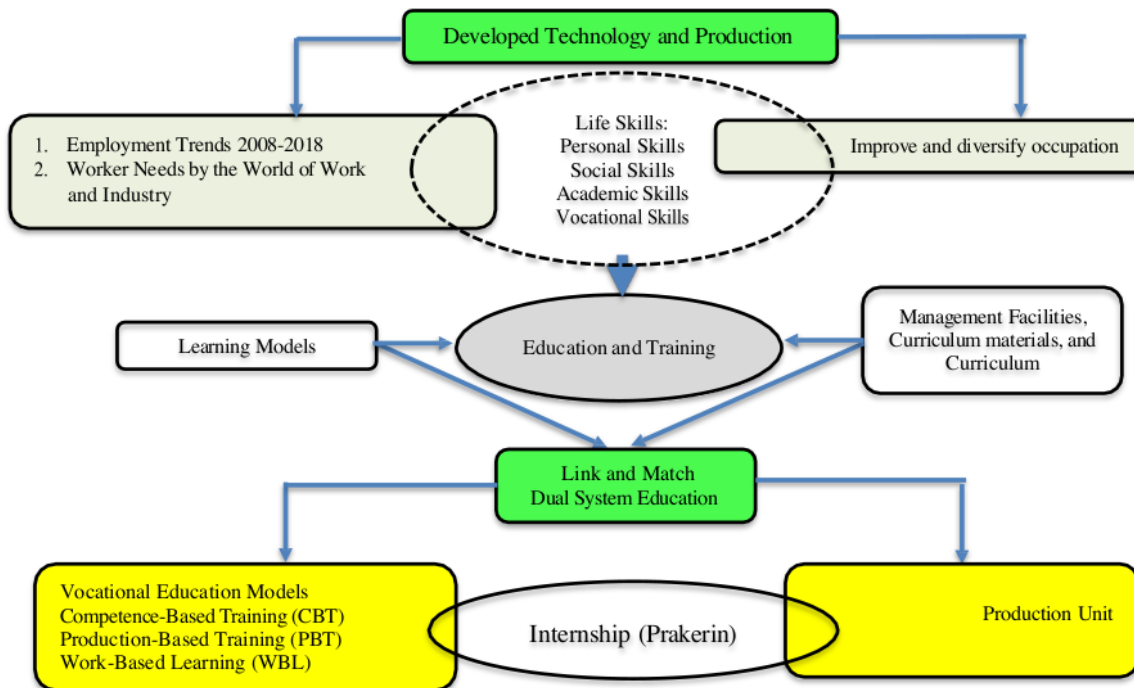 Developed Technology and Production
1. Employment Trends 2008-2018
2. Worker Needs by the World of Work
and Industry
Life Skills:
Personal Skills
Social Skills
Academic Skills
Vocational Skills
Improve and diversify occupation
Learning Models
Education and Training
Management Facilities,
Curriculum materials, and
Curriculum
Link and Match
Dual System Education
Vocational Education Models
Competence-Based Training (CBT)
Production-Based Training (PBT)
Work-Based Learning (WBL)
Internship (Prakerin)
Production Unit